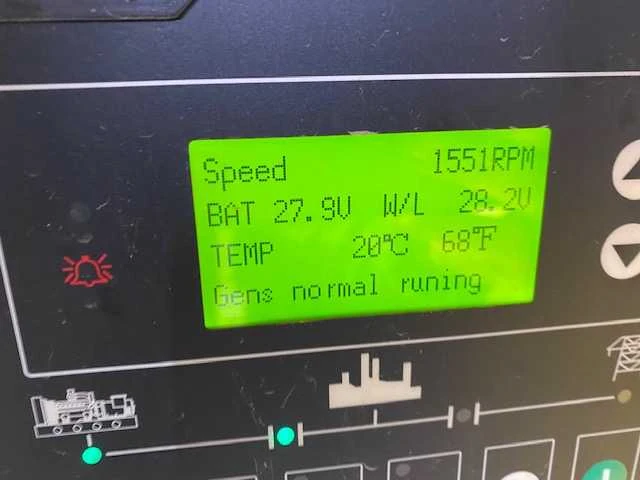 Speed 1551RPM
BAT 27.9V W/L 28.2V
TEMP 20℃ 68℉
Gens normal runing